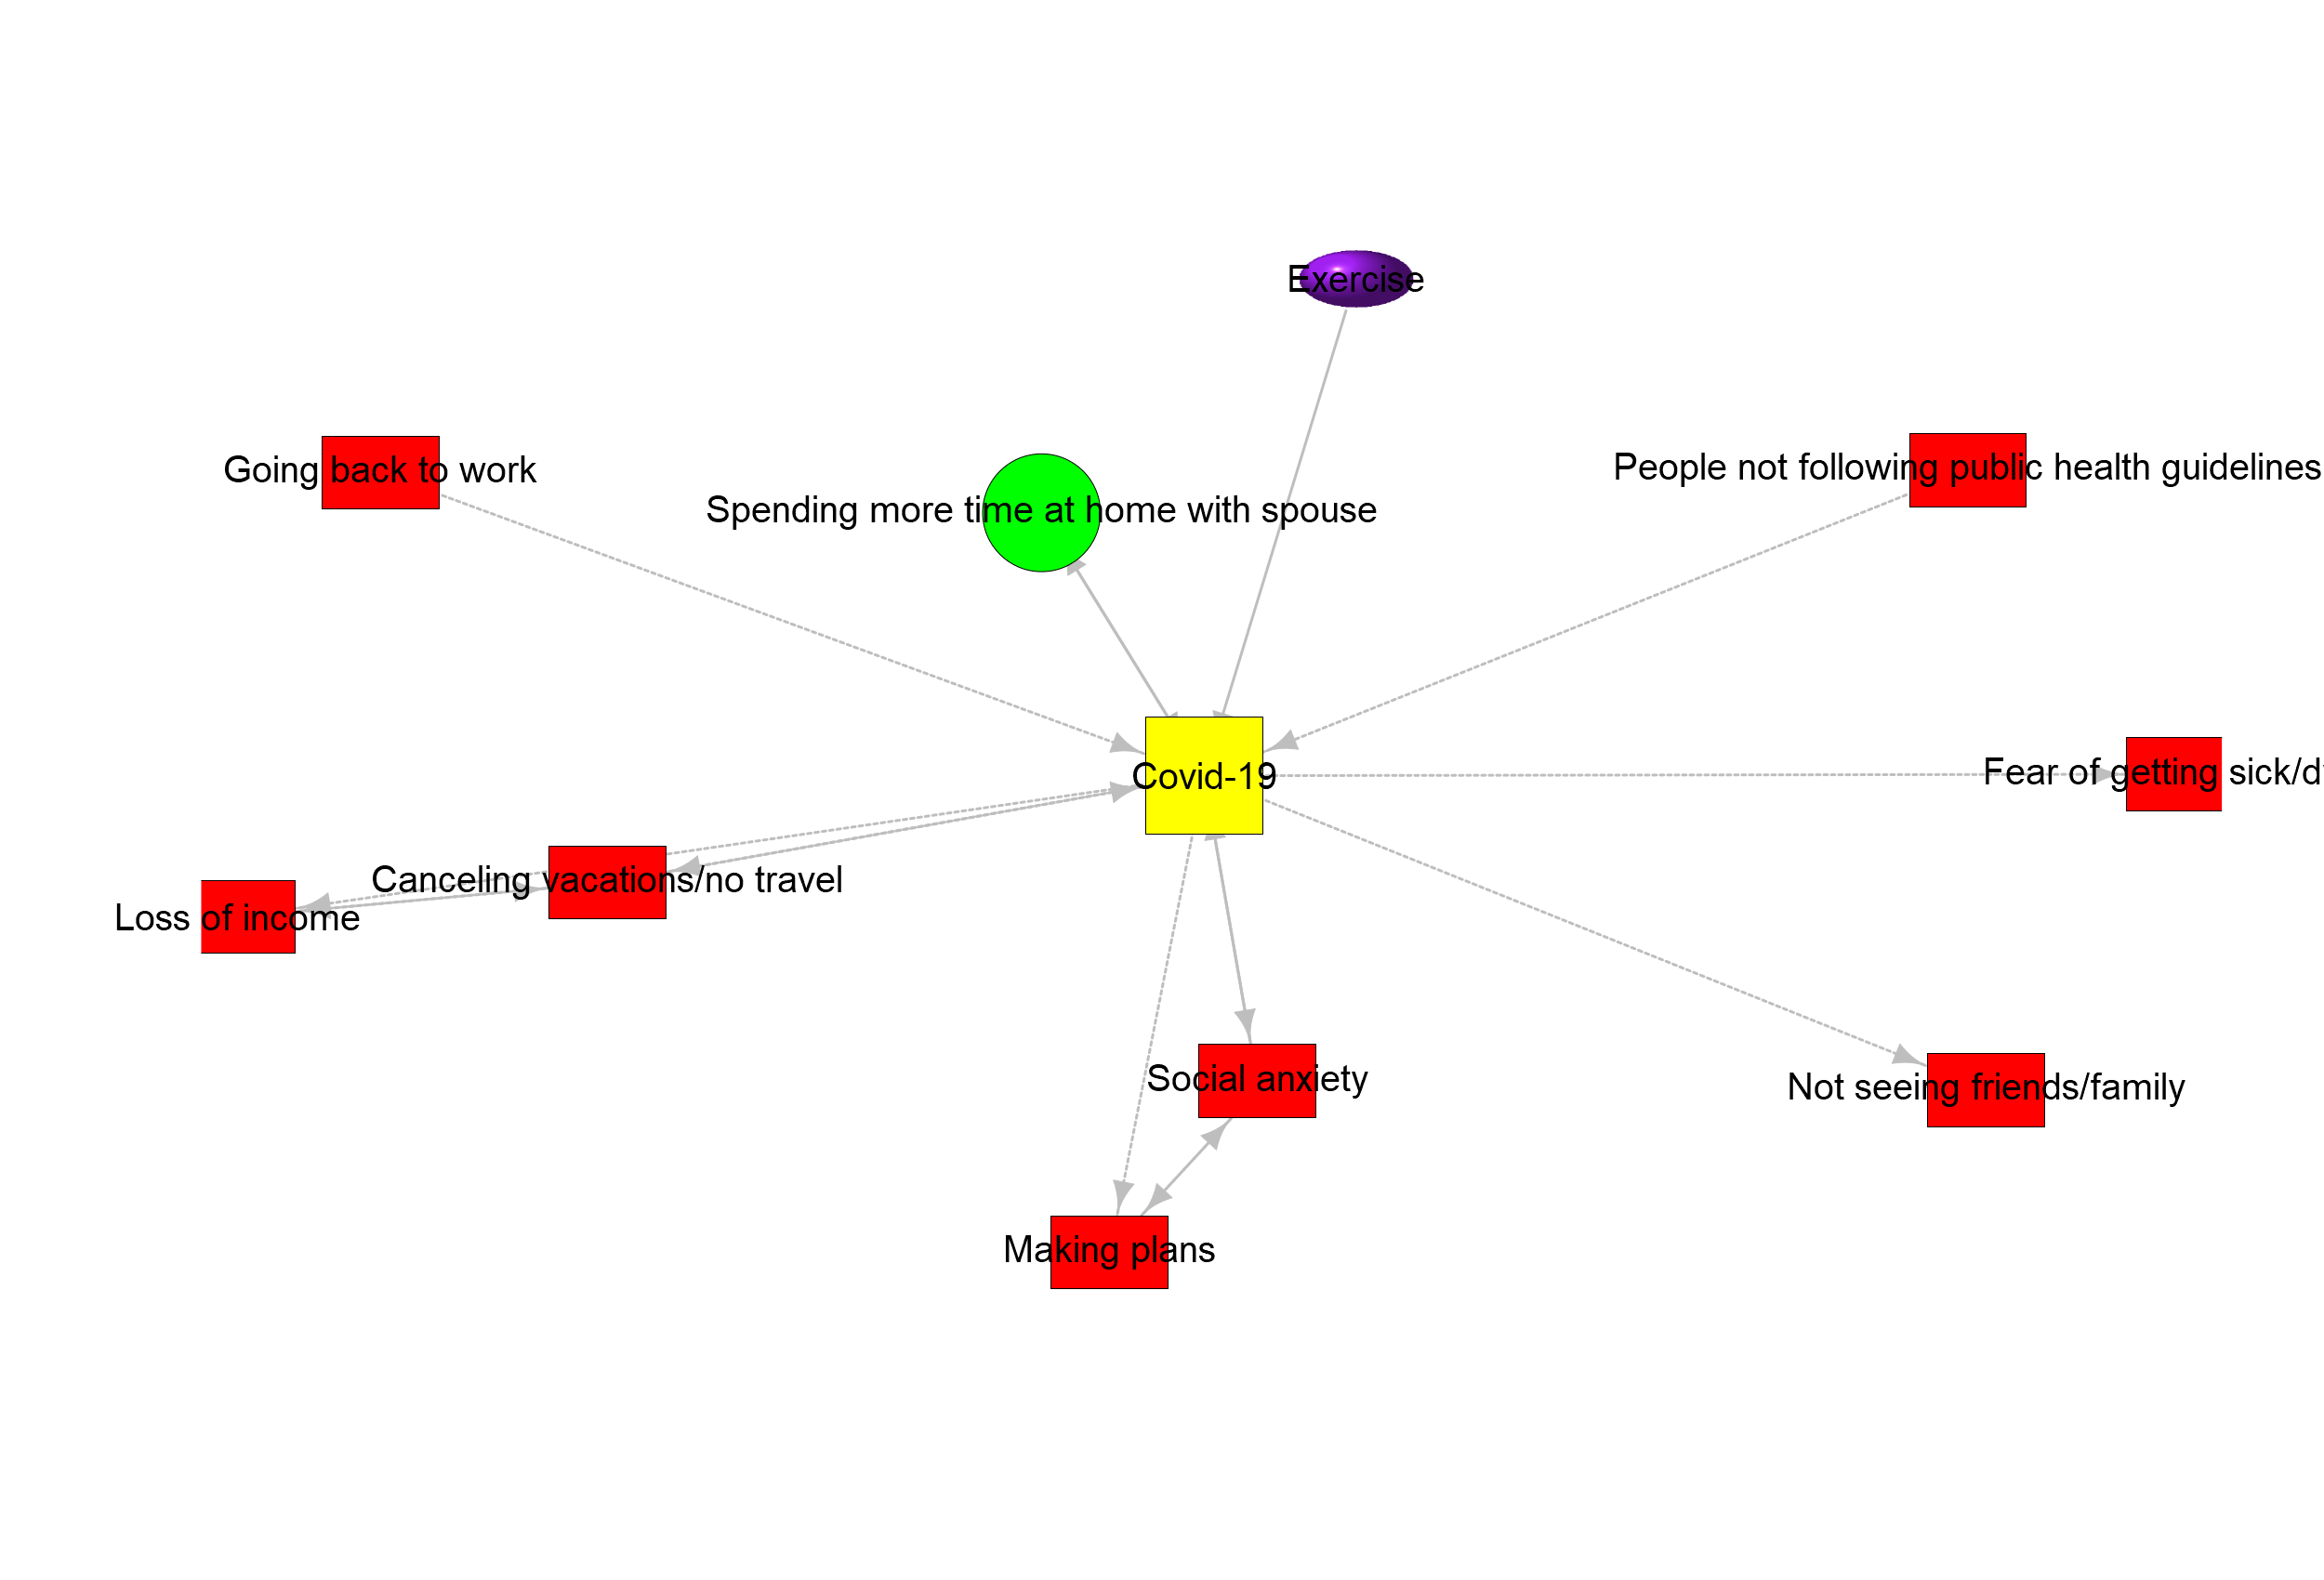 Exercise
Going back to work
People not following public health guidelines
Spending more time at home with spouse
Covid-19
Fear of getting
Canceling vacations/no travel
Loss of income
Social anxiety
Not seeing friends/family
Making plans